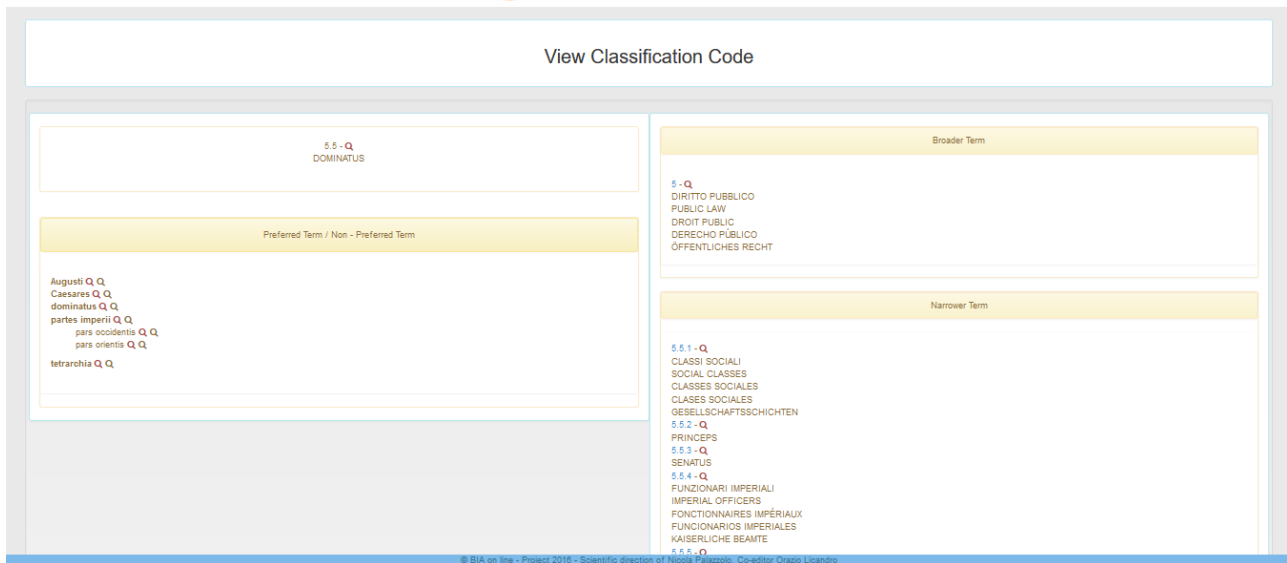 View Classification Code
5.5 -
DOMINATUS
Preferred Term / Non - Preferred Term
Augusti
Caesares
dominatus
partes imperii
pars occidentis
pars orientis
tetrarchia
Broader Term
5 -
DIRITTO PUBBLICO
PUBLIC LAW
DROIT PUBLIC
DERECHO PÚBLICO
ÖFFENTLICHES RECHT
Narrower Term
5.5.1 -
CLASSI SOCIALI
SOCIAL CLASSES
CLASSES SOCIALES
CLASES SOCIALES
GESELLSCHAFTSSCHICHTEN
5.5.2 -
PRINCEPS
5.5.3 -
SENATUS
5.5.4 -
FUNZIONARI IMPERIALI
IMPERIAL OFFICERS
FONCTIONNAIRES IMPÉRIAUX
FUNCIONARIOS IMPERIALES
KAISERLICHE BEAMTE
5.5.5 -
© BIA on line - Project 2016 - Scientific direction of Nicola Palazzolo. Co-editor Orazio Licandro